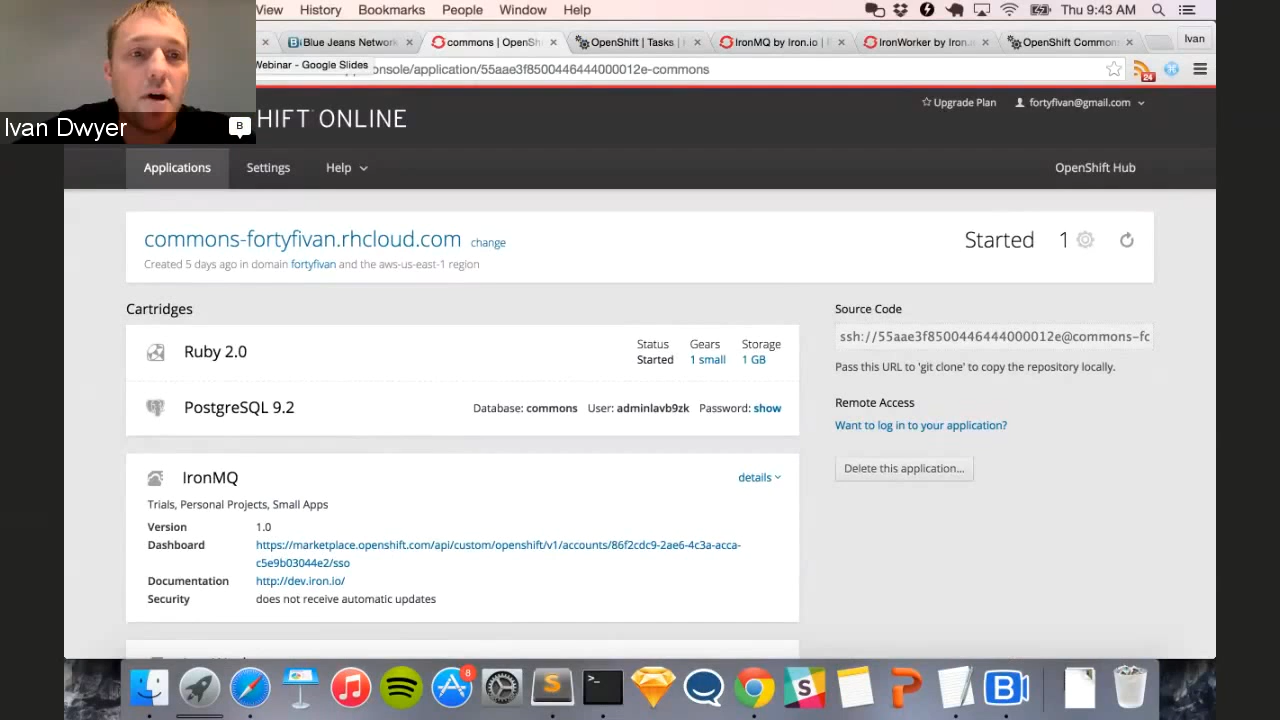 View History Bookmarks People Window Help
Thu 9:43 AM
Blue Jeans Network
commons | OpenSh
OpenShift | Tasks | H
IronMQ by Iron.io | P
IronWorker by Iron.
OpenShift Common
Ivan
Webinar - Google Slides
onsole/application/55aae3f8500446444000012e-commons
24
HIFT ONLINE
Upgrade Plan
fortyfivan@gmail.com
Ivan Dwyer
B
Applications
Settings
Help
OpenShift Hub
commons-fortyfivan.rhcloud.com change
Started 1
Created 5 days ago in domain fortyfivan and the aws-us-east-1 region
Cartridges
Ruby 2.0
Status Gears Storage
Started 1 small 1 GB
PostgreSQL 9.2
Database: commons User: adminlavb9zk Password: show
IronMQ
details
Trials, Personal Projects, Small Apps
Version 1.0
Dashboard https://marketplace.openshift.com/api/custom/openshift/v1/accounts/86f2cdc9-2ae6-4c3a-acca-
c5e9b03044e2/sso
Documentation http://dev.iron.io/
Security does not receive automatic updates
Source Code
ssh://55aae3f8500446444000012e@commons-fo
Pass this URL to 'git clone' to copy the repository locally.
Remote Access
Want to log in to your application?
Delete this application...
8